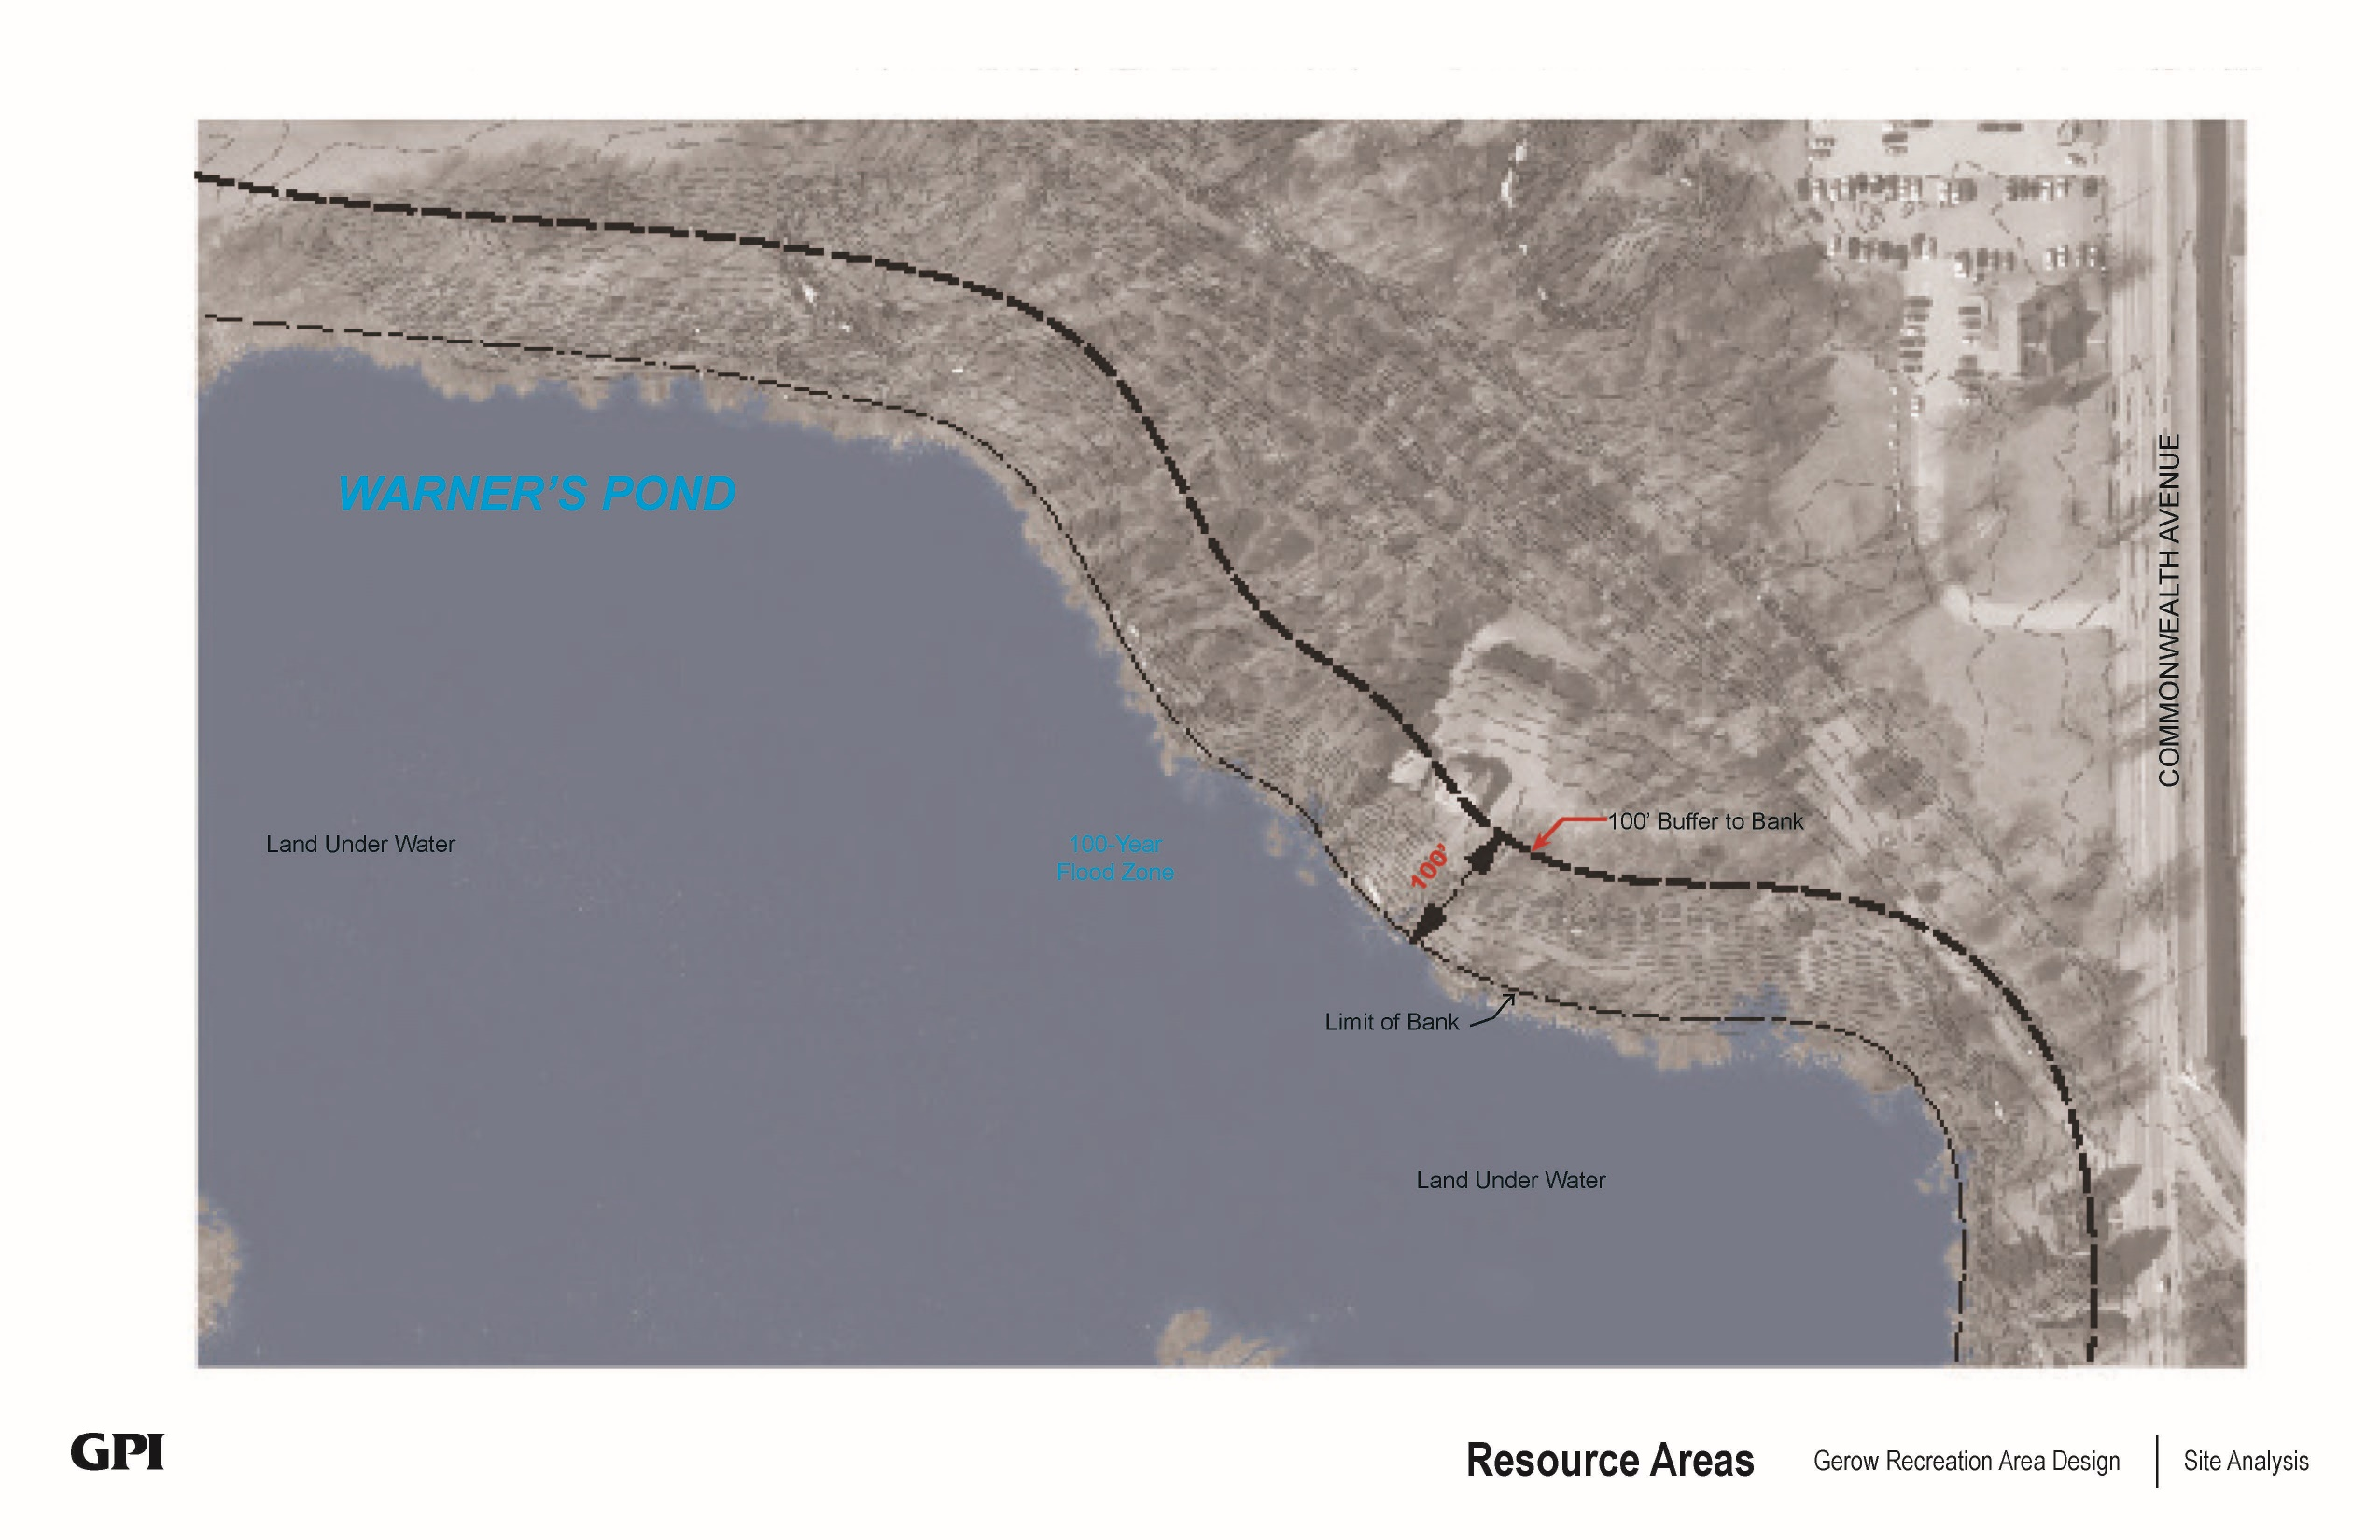 WARNER'S POND
COMMONWEALTH AVENUE
Land Under Water
100-Year
Flood Zone
100'
100' Buffer to Bank
Limit of Bank
Land Under Water
GPI
Resource Areas
Gerow Recreation Area Design
Site Analysis